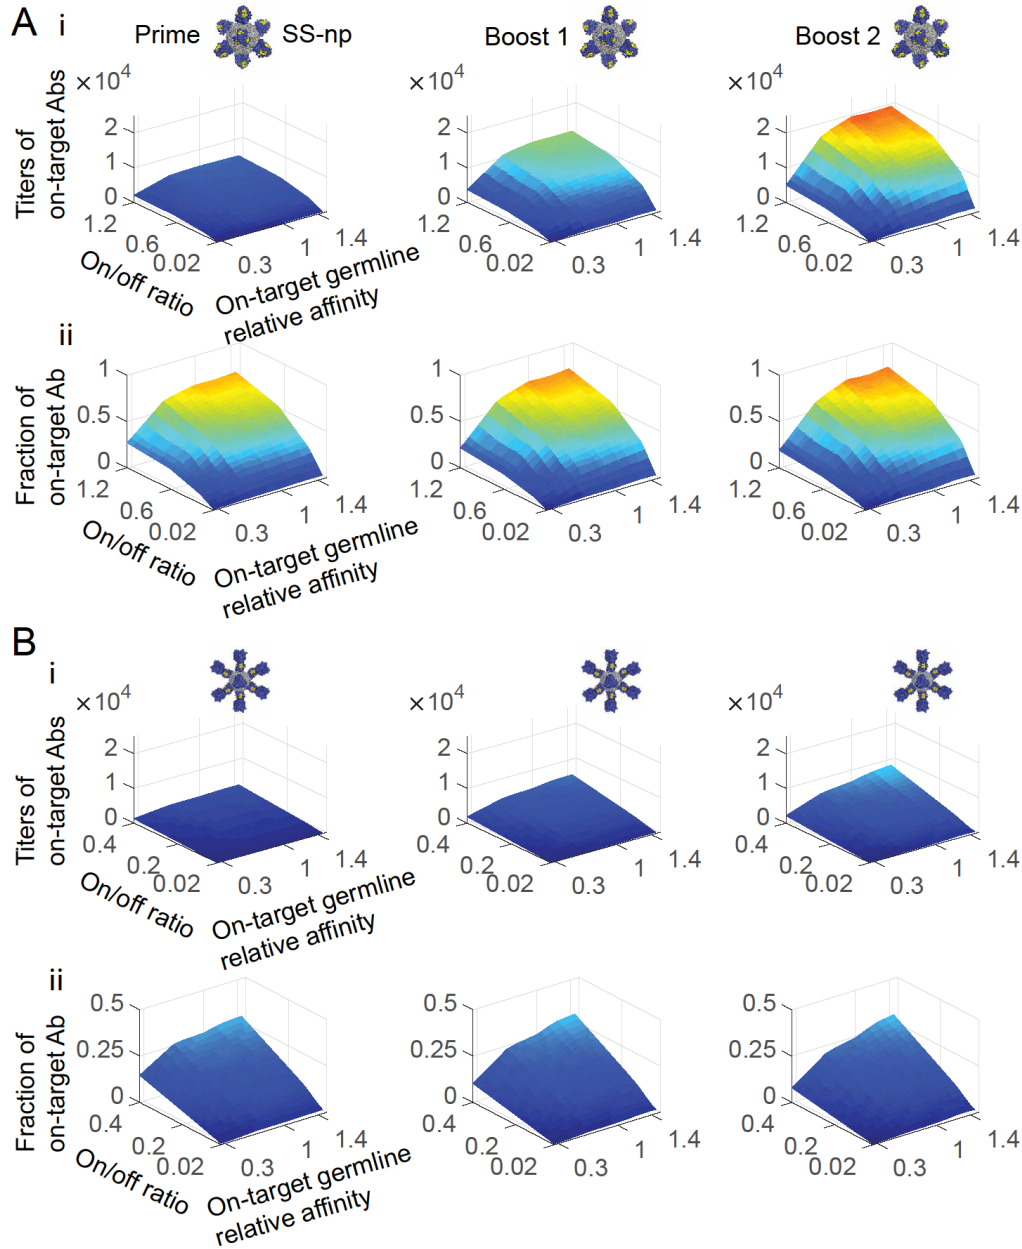 A i Prime SS-np Boost 1 Boost 2
×10⁴ ×10⁴ ×10⁴
Titers of
on-target Abs
2 2 2
1 1 1
0 0 0
1.2 1.4 1.2 1.4 1.2 1.4
0.6 1 0.6 1 0.6 1
0.02 0.3 0.02 0.3 0.02 0.3
On/off ratio
On-target germline
relative affinity
ii
Fraction of
on-target Ab
1 1 1
0.5 0.5 0.5
0 0 0
1.2 1.4 1.2 1.4 1.2 1.4
0.6 1 0.6 1 0.6 1
0.02 0.3 0.02 0.3 0.02 0.3
On/off ratio
On-target germline
relative affinity
B
i
×10⁴ ×10⁴ ×10⁴
Titers of
on-target Abs
2 2 2
1 1 1
0 0 0
0.4 1.4 0.4 1.4 0.4 1.4
0.2 1 0.2 1 0.2 1
0.02 0.3 0.02 0.3 0.02 0.3
On/off ratio
On-target germline
relative affinity
ii
Fraction of
on-target Ab
0.5 0.5 0.5
0.25 0.25 0.25
0 0 0
0.4 1.4 0.4 1.4 0.4 1.4
0.2 1 0.2 1 0.2 1
0.02 0.3 0.02 0.3 0.02 0.3
On/off ratio
On-target germline
relative affinity